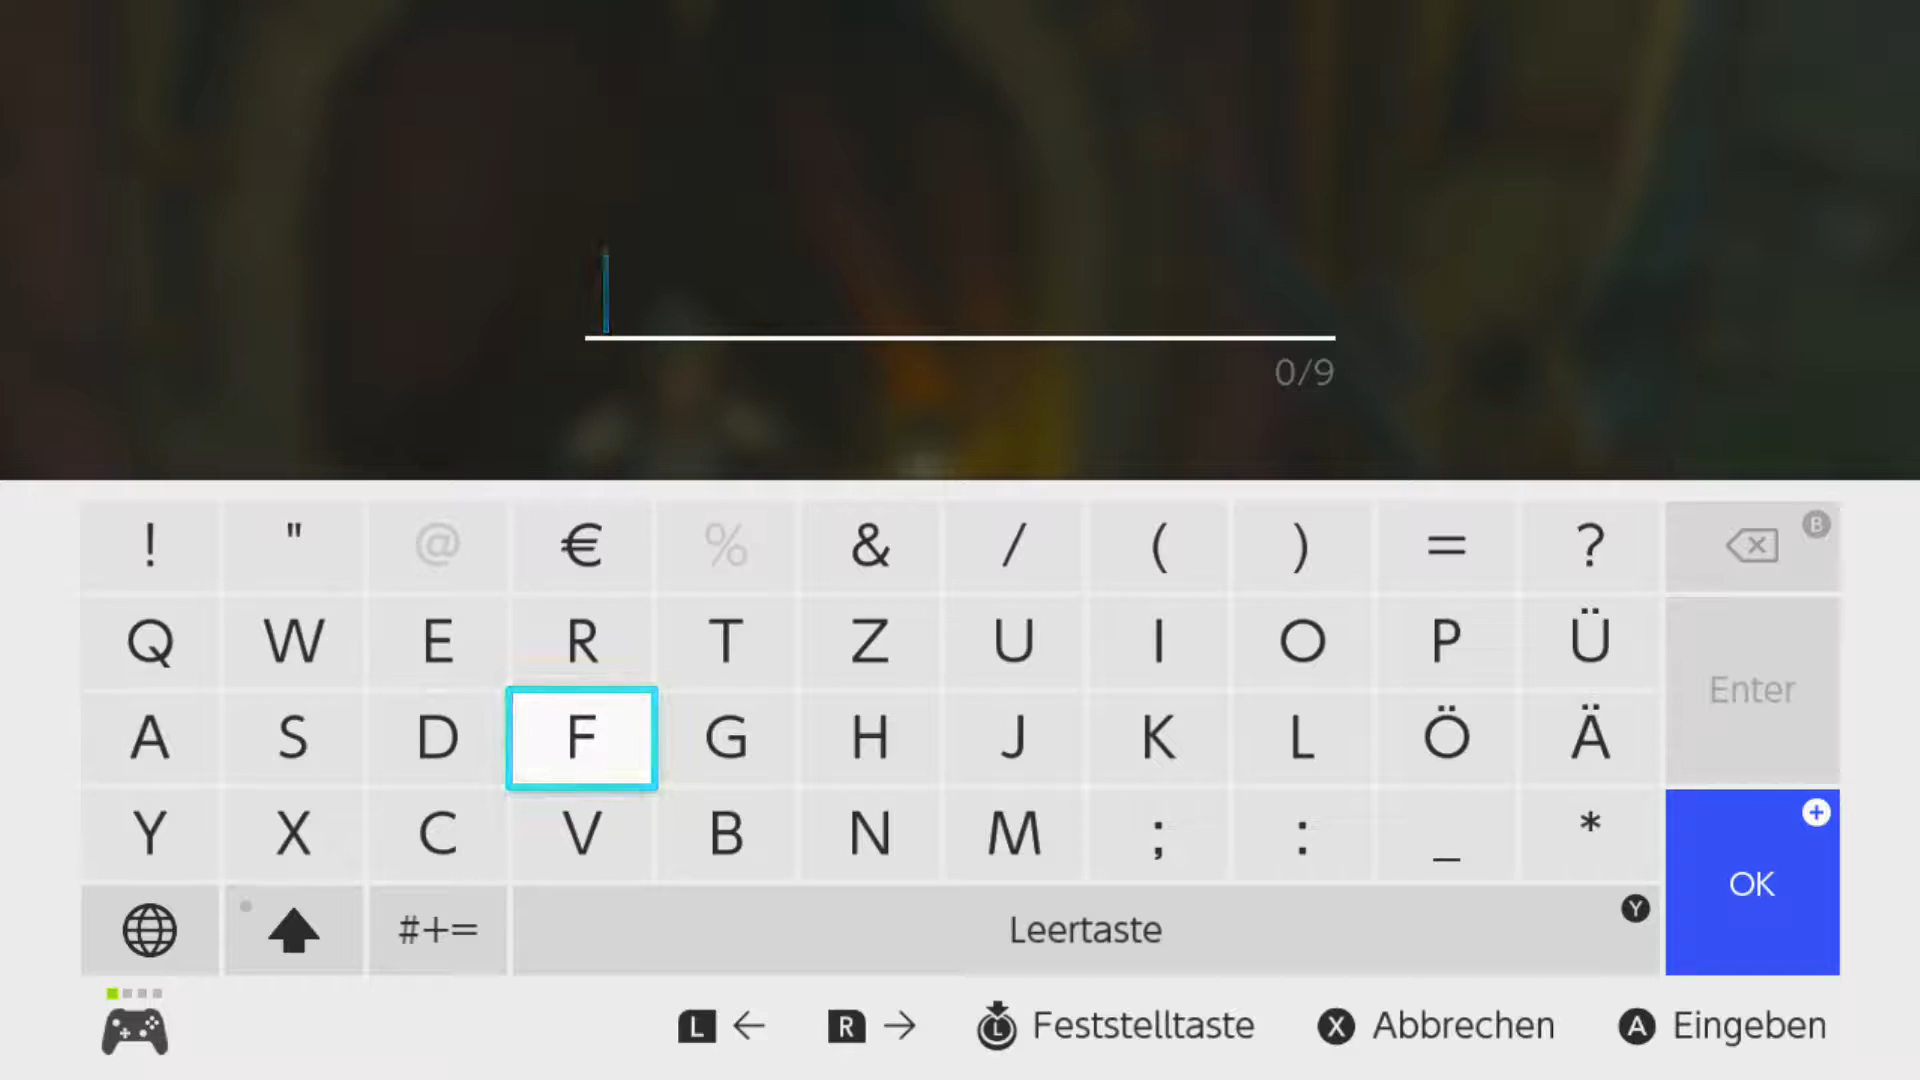 0/9
! " @ € % & / ( ) = ? B
Q W E R T Z U I O P Ü
A S D F G H J K L Ö Ä Enter
Y X C V B N M ; : _ * +
#+= Leertaste Y OK
L ← R → L Feststelltaste X Abbrechen A Eingeben